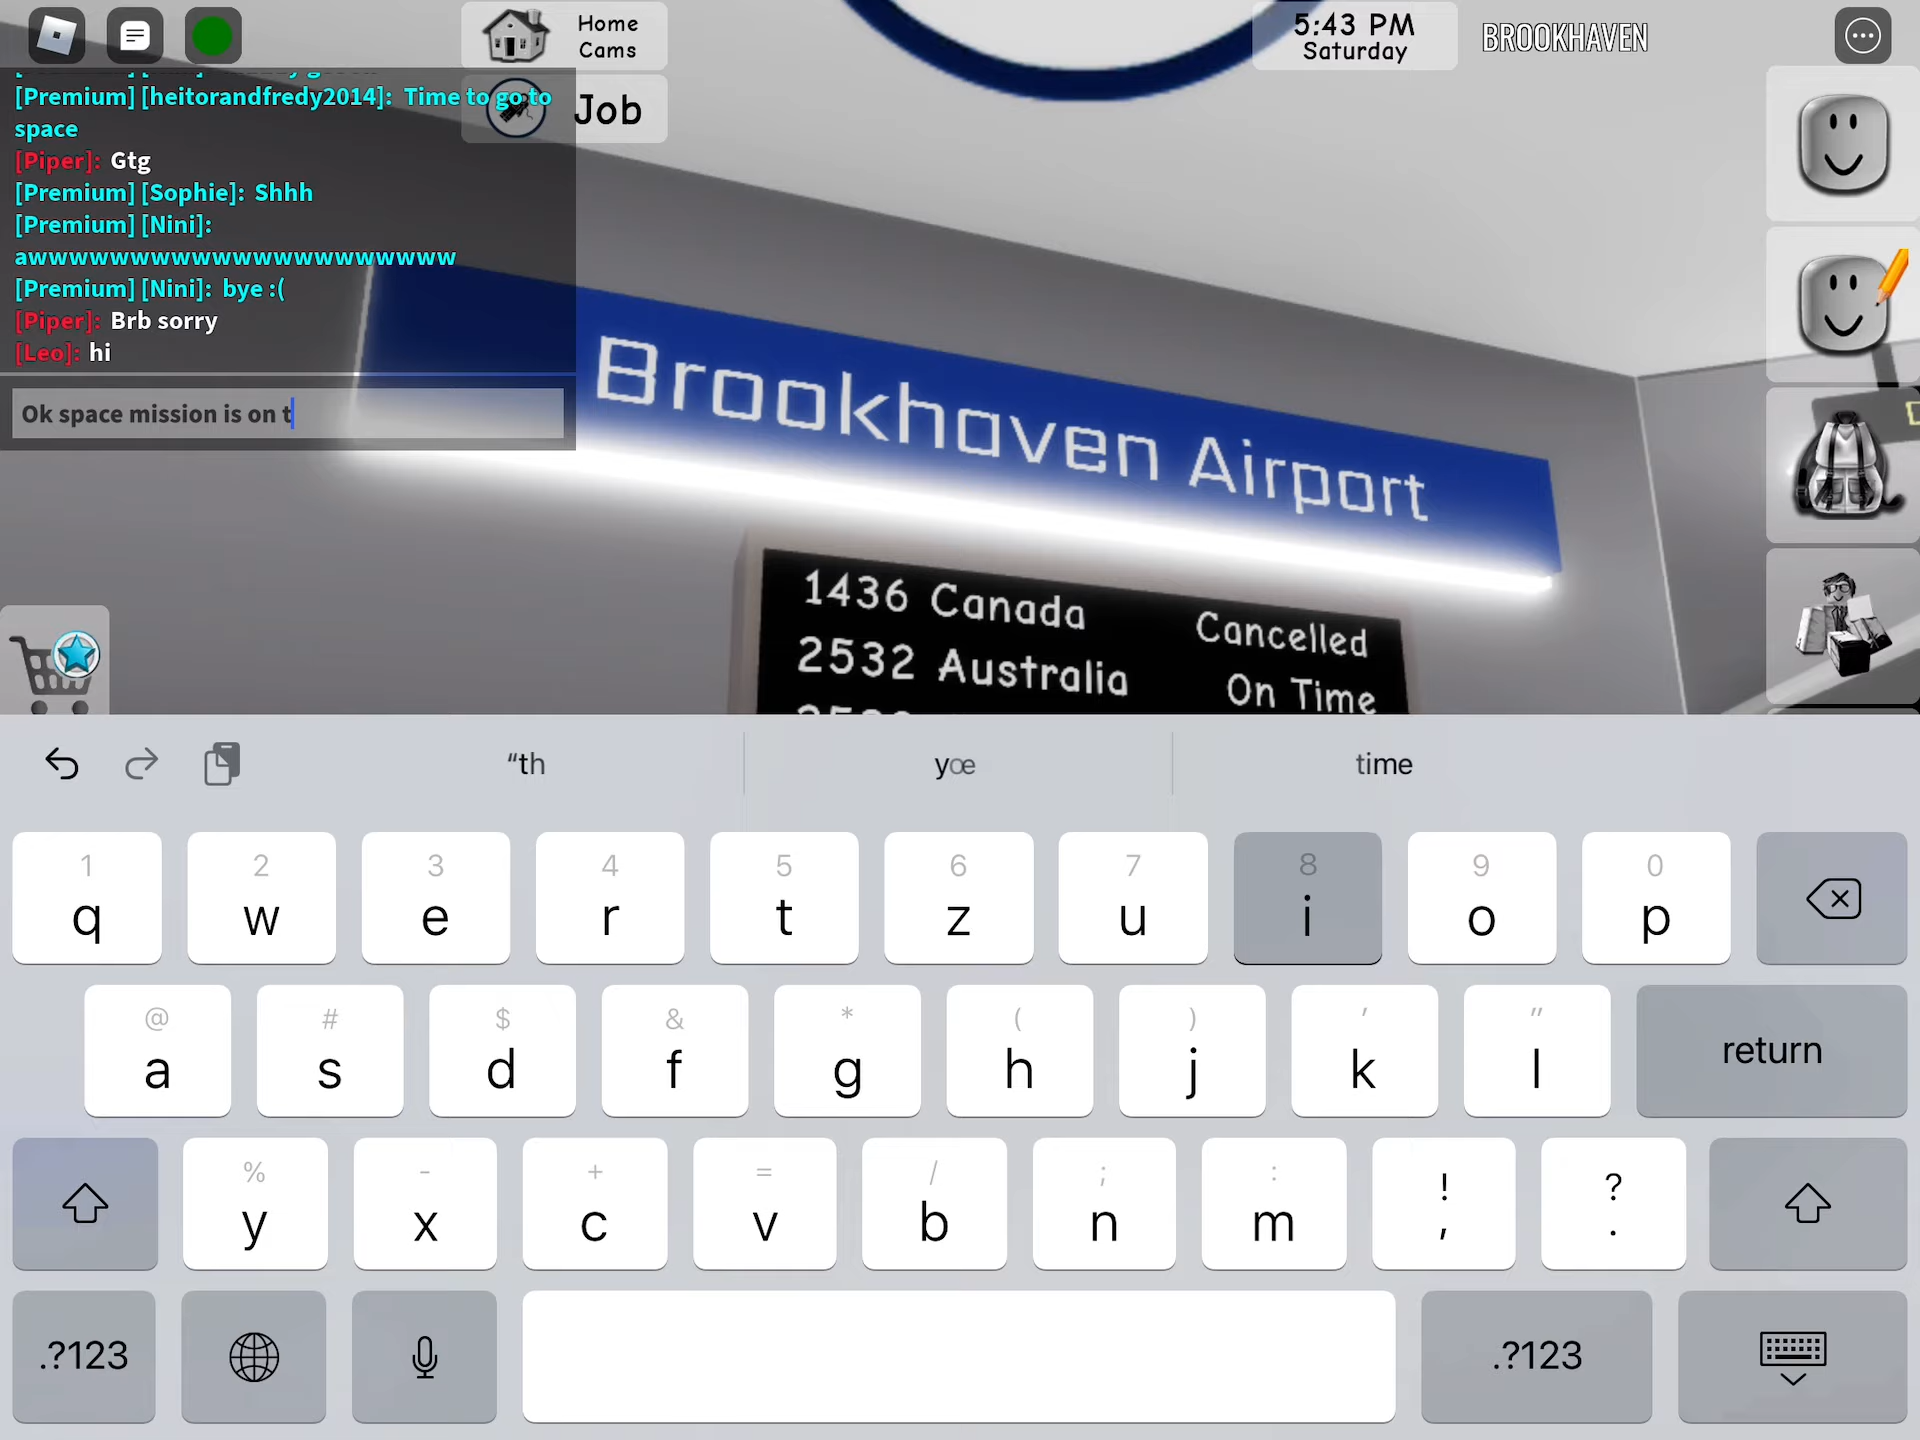 Home
Cams
5:43 PM
Saturday
BROOKHAVEN
Job
[Premium] [heitorandfredy2014]: Time to go to
space
[Piper]: Gtg
[Premium] [Sophie]: Shhh
[Premium] [Nini]:
awwwwwwwwwwwwwwwwwwwww
[Premium] [Nini]: bye :(
[Piper]: Brb sorry
[Leo]: hi
Ok space mission is on t
Brookhaven Airport
1436 Canada Cancelled
2532 Australia On Time
“th yœ time
1 2 3 4 5 6 7 8 9 0
q w e r t z u i o p
@ # $ & * ( ) ' "
a s d f g h j k l return
% - + = / ; : ! ?
y x c v b n m , .
.?123 .?123